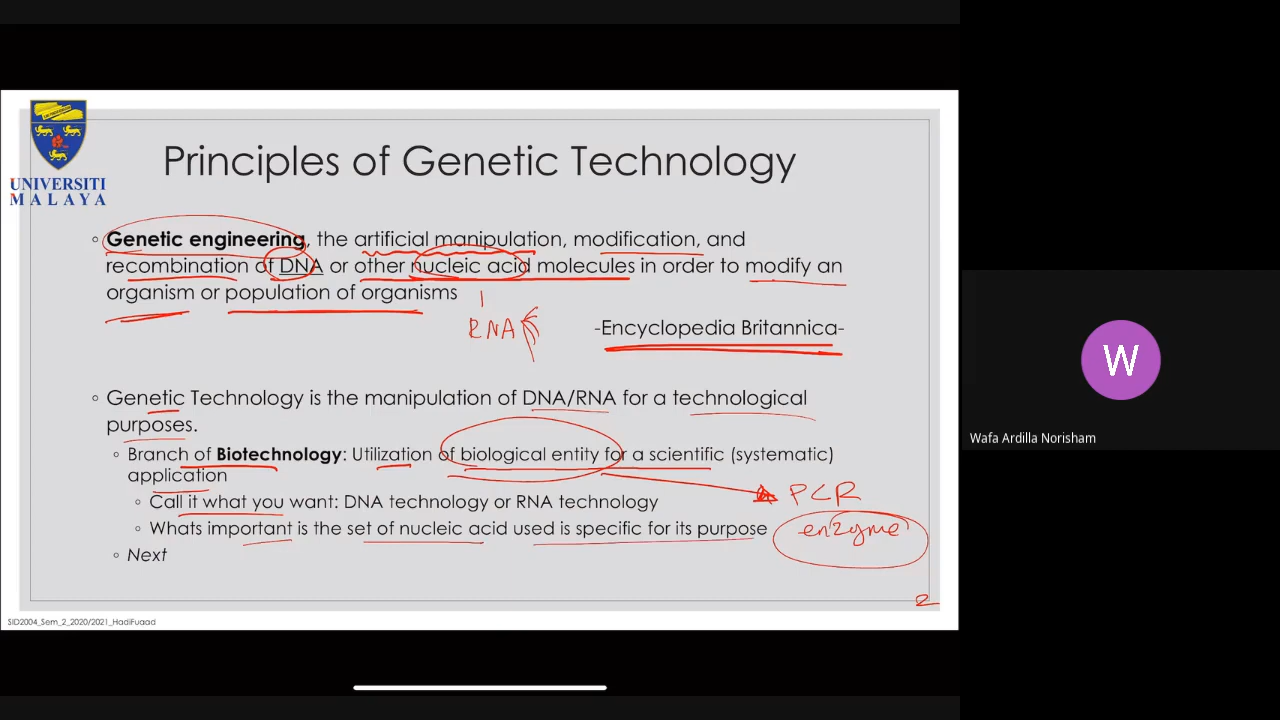 UNIVERSITI
MALAYA
Principles of Genetic Technology
◦ Genetic engineering, the artificial manipulation, modification, and
recombination of DNA or other nucleic acid molecules in order to modify an
organism or population of organisms
RNA
-Encyclopedia Britannica-
◦ Genetic Technology is the manipulation of DNA/RNA for a technological
purposes.
◦ Branch of Biotechnology: Utilization of biological entity for a scientific (systematic)
application
PCR
◦ Call it what you want: DNA technology or RNA technology
◦ Whats important is the set of nucleic acid used is specific for its purpose
enzyme
◦ Next
2
SID2004_Sem_2_2020/2021_HadiFuaad
W
Wafa Ardilla Norisham